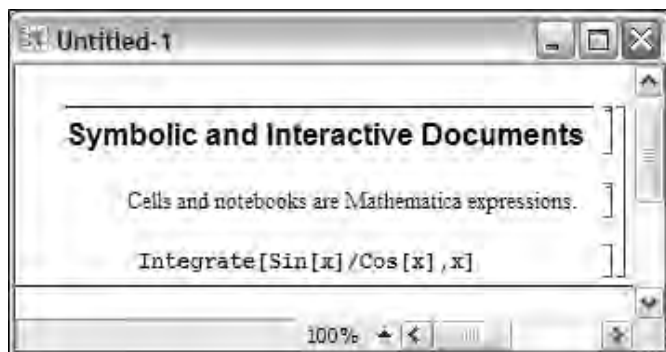 Untitled-1
Symbolic and Interactive Documents
Cells and notebooks are Mathematica expressions.
Integrate[Sin[x]/Cos[x],x]
100%